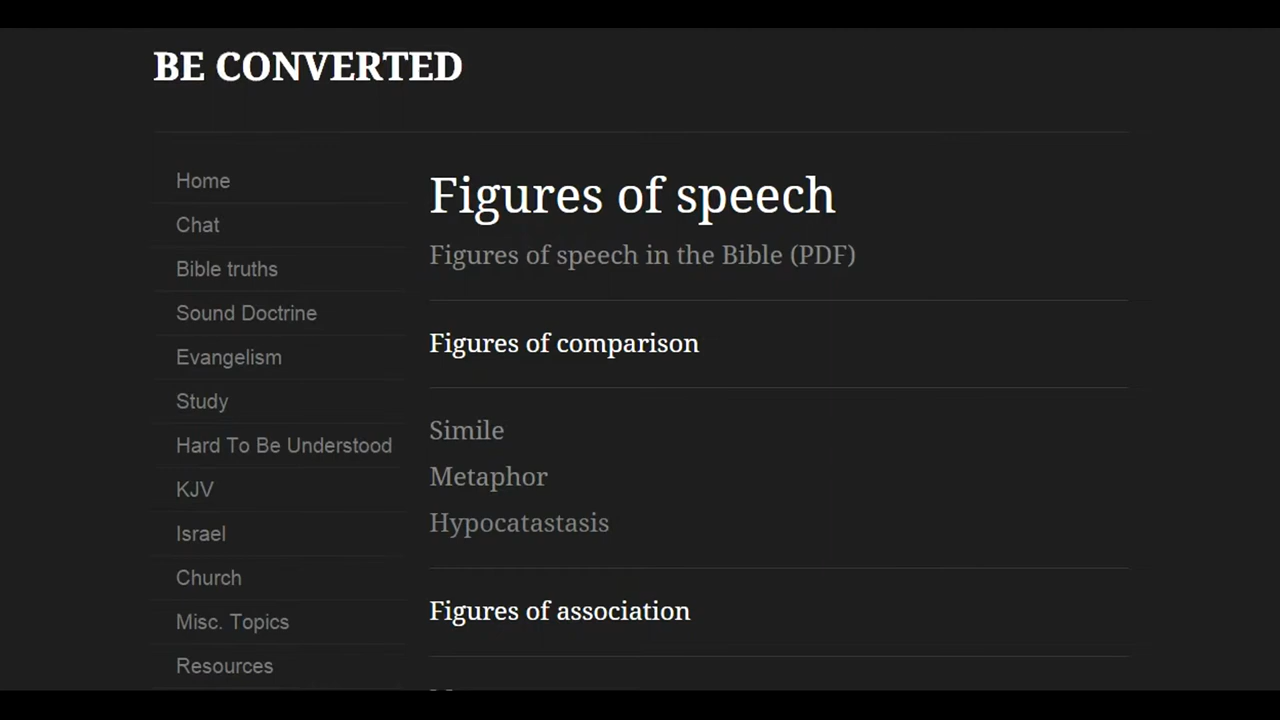 BE CONVERTED
Home
Chat
Bible truths
Sound Doctrine
Evangelism
Study
Hard To Be Understood
KJV
Israel
Church
Misc. Topics
Resources
Figures of speech
Figures of speech in the Bible (PDF)
Figures of comparison
Simile
Metaphor
Hypocatastasis
Figures of association